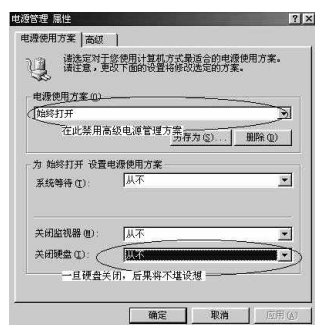 电源管理 属性
电源使用方案 高级
请选定对于您使用计算机方式最适合的电源使用方案。
请注意,更改下面的设置将修改选定的方案。
电源使用方案(O)
始终打开
在此禁用高级电源管理方案
另存为(S)... 删除(D)
为 始终打开 设置电源使用方案
系统等待(T): 从不
关闭监视器(M): 从不
关闭硬盘(I): 从不
一旦硬盘关闭,后果将不堪设想
确定 取消 应用(A)